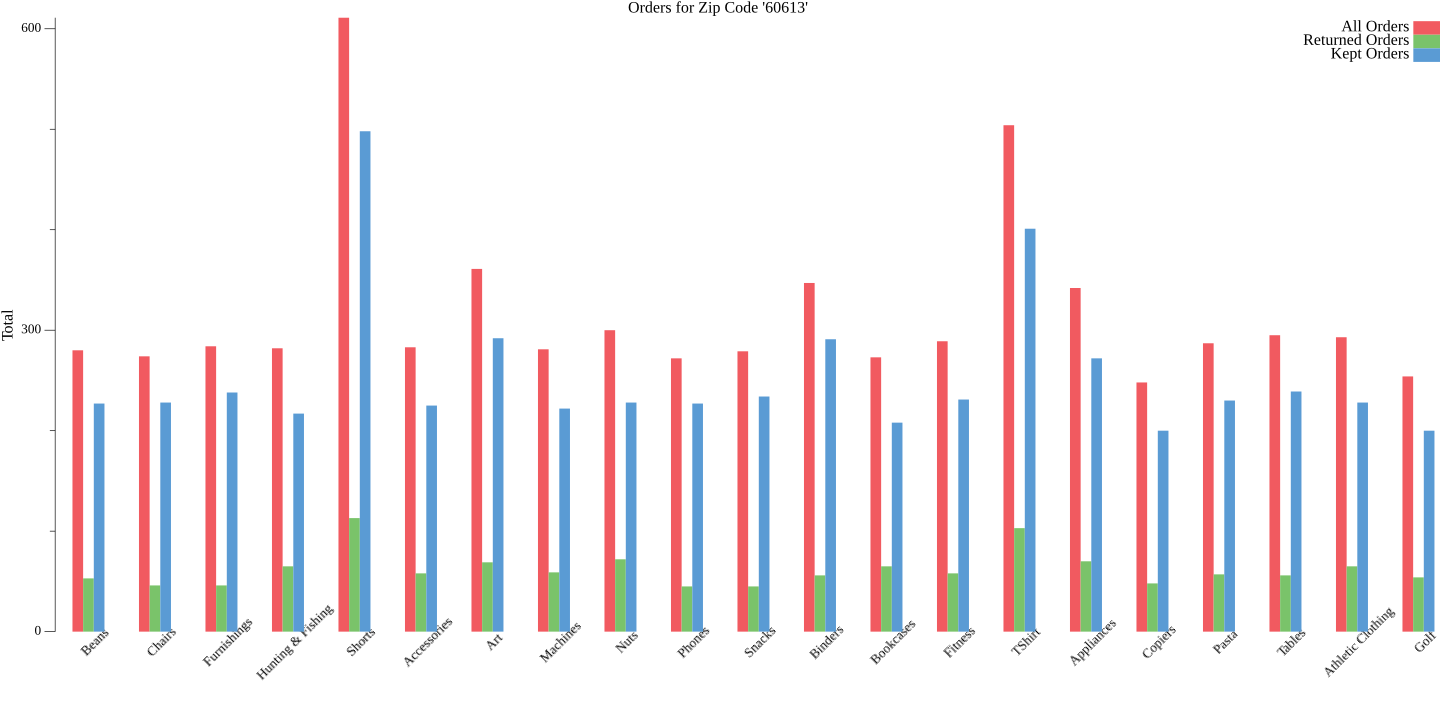 Orders for Zip Code '60613'
All Orders
Returned Orders
Kept Orders
600
300
0
Total
Beans
Chairs
Furnishings
Hunting & Fishing
Shorts
Accessories
Art
Machines
Nuts
Phones
Snacks
Binders
Bookcases
Fitness
TShirt
Appliances
Copiers
Pasta
Tables
Athletic Clothing
Golf